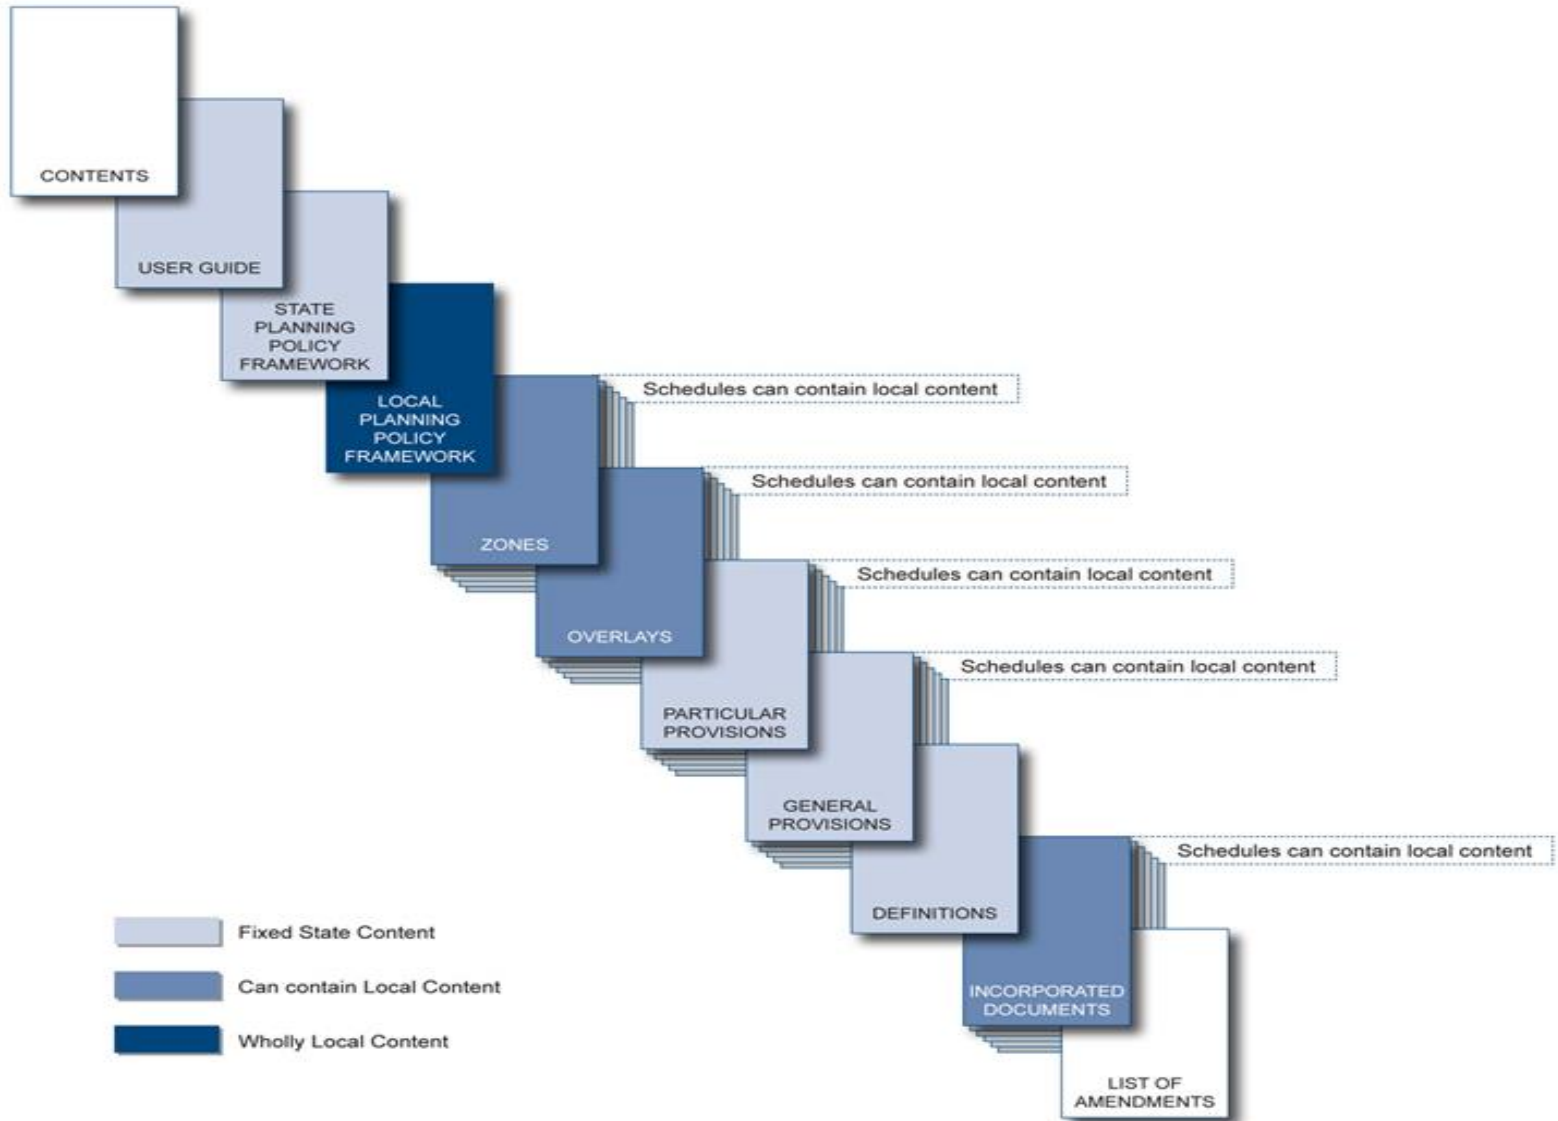 CONTENTS
USER GUIDE
STATE
PLANNING
POLICY
FRAMEWORK
LOCAL
PLANNING
POLICY
FRAMEWORK
Schedules can contain local content
ZONES
Schedules can contain local content
OVERLAYS
Schedules can contain local content
PARTICULAR
PROVISIONS
Schedules can contain local content
GENERAL
PROVISIONS
DEFINITIONS
Schedules can contain local content
INCORPORATED
DOCUMENTS
LIST OF
AMENDMENTS
Fixed State Content
Can contain Local Content
Wholly Local Content